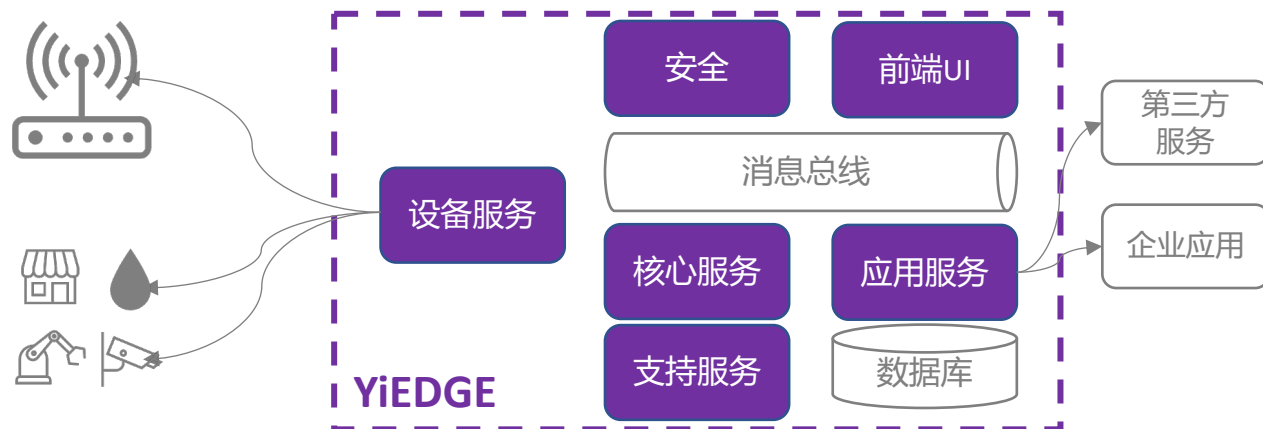 安全
前端UI
消息总线
设备服务
核心服务
应用服务
支持服务
数据库
YiEDGE
第三方
服务
企业应用